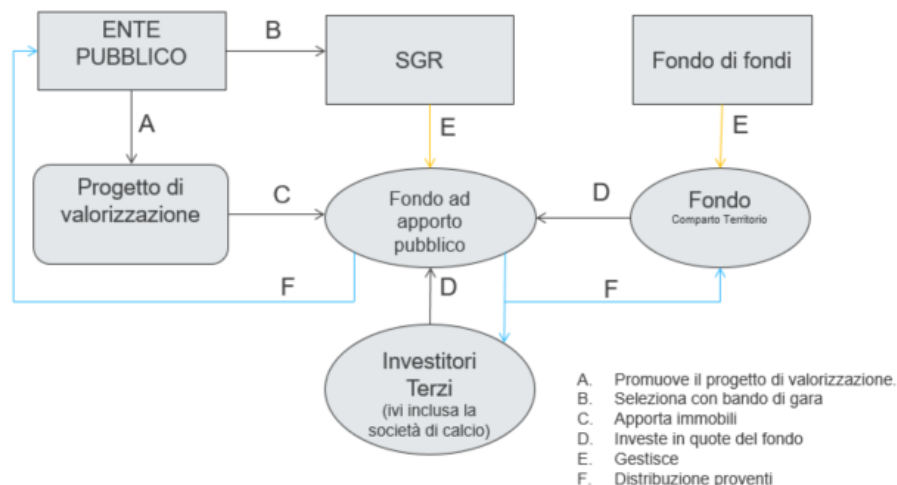 ENTE
PUBBLICO
B
SGR
Fondo di fondi
A
E
E
Progetto di
valorizzazione
C
Fondo ad
apporto
pubblico
D
Fondo
Comparto Territorio
F
D
F
Investitori
Terzi
(ivi inclusa la
società di calcio)
A. Promuove il progetto di valorizzazione.
B. Seleziona con bando di gara
C. Apporta immobili
D. Investe in quote del fondo
E. Gestisce
F. Distribuzione proventi